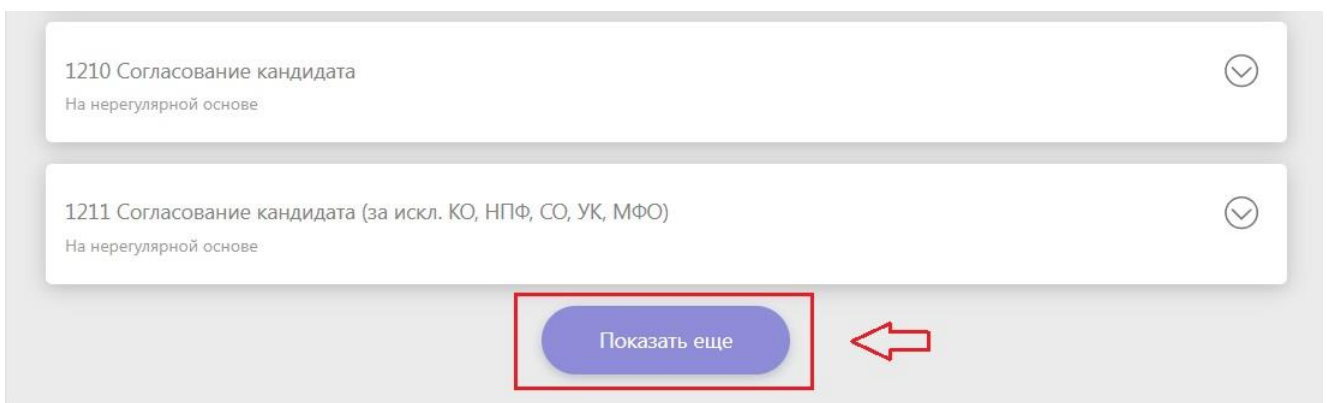 1210 Согласование кандидата
На нерегулярной основе
1211 Согласование кандидата (за искл. КО, НПФ, СО, УК, МФО)
На нерегулярной основе
Показать еще